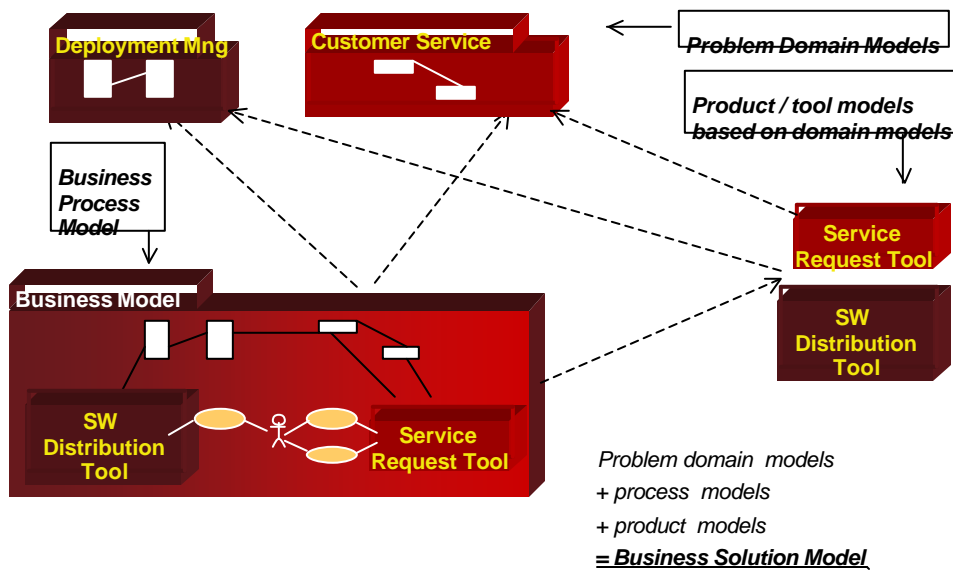 Deployment Mng
Customer Service
Problem Domain Models
Product / tool models
based on domain models
Business
Process
Model
Service
Request Tool
Business Model
SW
Distribution
Tool
SW
Distribution
Tool
Service
Request Tool
Problem domain models
+ process models
+ product models
= Business Solution Model